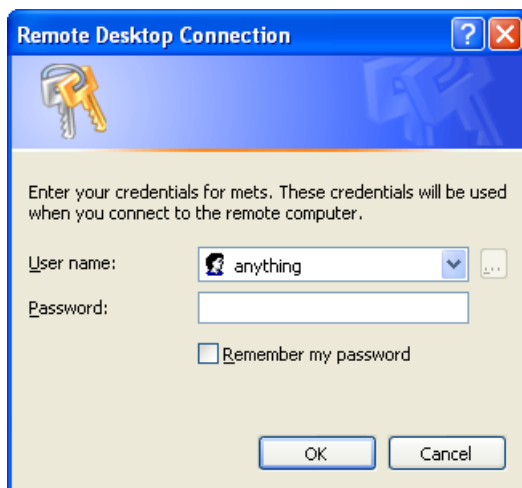 Remote Desktop Connection
Enter your credentials for mets. These credentials will be used
when you connect to the remote computer.
User name: anything ...
Password:
Remember my password
OK Cancel